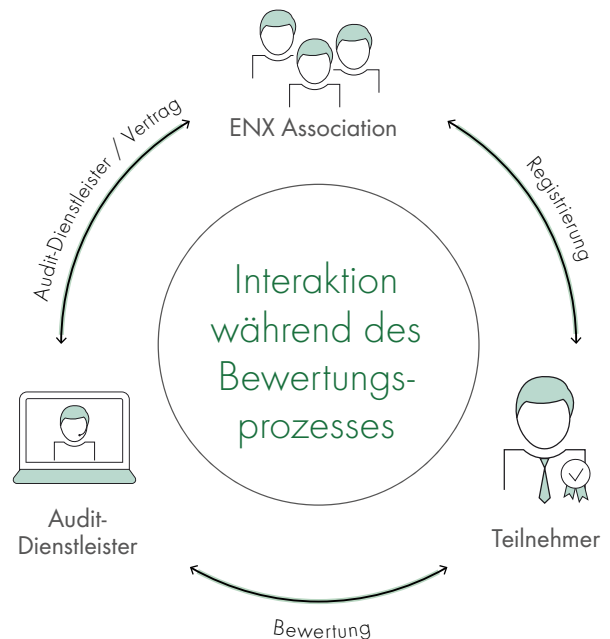 ENX Association
Audit-Dienstleister / Vertrag
Registrierung
Interaktion
während des
Bewertungs-
prozesses
Audit-
Dienstleister
Teilnehmer
Bewertung